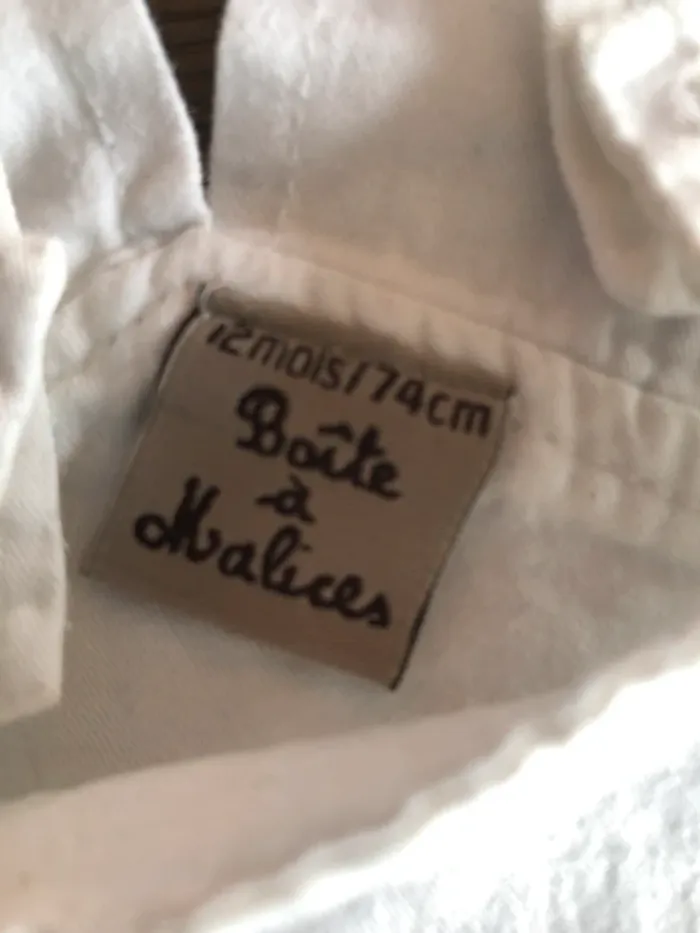 12mois/74cm
Boîte
à
Malices